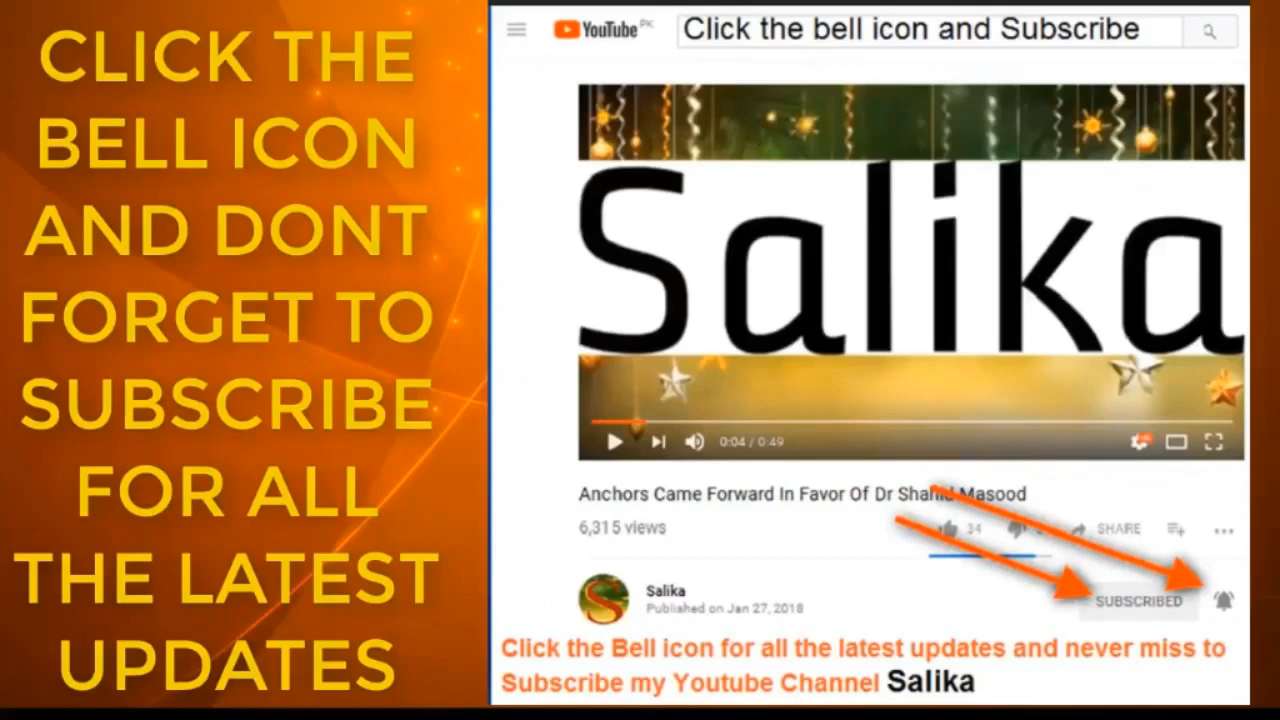 CLICK THE
BELL ICON
AND DONT
FORGET TO
SUBSCRIBE
FOR ALL
THE LATEST
UPDATES
YouTube PK
Click the bell icon and Subscribe
Salika
0:04 / 0:49
Anchors Came Forward In Favor Of Dr Shahid Masood
6,315 views
34
SHARE
S
Salika
Published on Jan 27, 2018
SUBSCRIBED
Click the Bell icon for all the latest updates and never miss to
Subscribe my Youtube Channel Salika